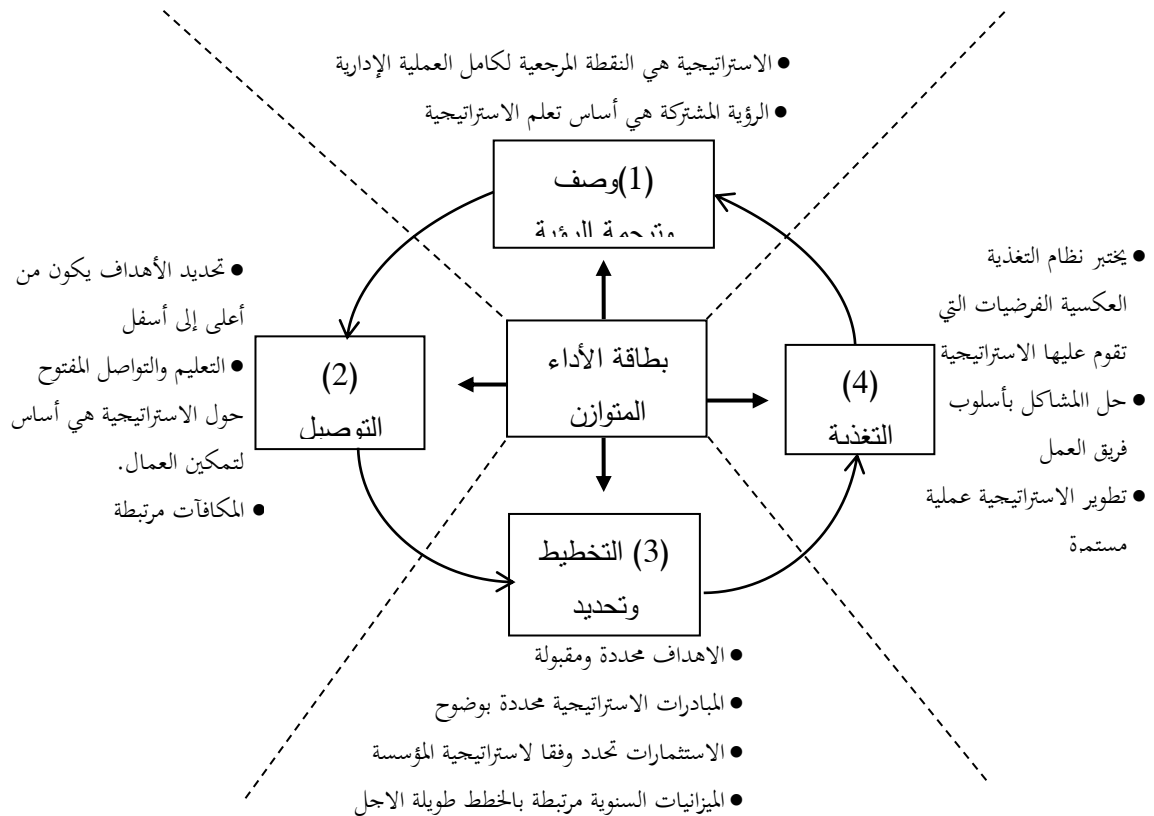 ● الاستراتيجية هي النقطة المرجعية لكامل العملية الإدارية
● الرؤية المشتركة هي أساس تعلم الاستراتيجية
(1)وصف
وترجمة الرؤية
● يختبر نظام التغذية
العكسية الفرضيات التي
تقوم عليها الاستراتيجية
● حل االمشاكل بأسلوب
فريق العمل
● تطوير الاستراتيجية عملية
مستمرة
(4)
التغذية
بطاقة الأداء
المتوازن
(2)
التوصيل
● تحديد الأهداف يكون من
أعلى إلى أسفل
● التعليم والتواصل المفتوح
حول الاستراتيجية هي أساس
لتمكين العمال.
● المكافآت مرتبطة
(3) التخطيط
وتحديد
● الاهداف محددة ومقبولة
● المبادرات الاستراتيجية محددة بوضوح
● الاستثمارات تحدد وفقا لاستراتيجية المؤسسة
● الميزانيات السنوية مرتبطة بالخطط طويلة الاجل